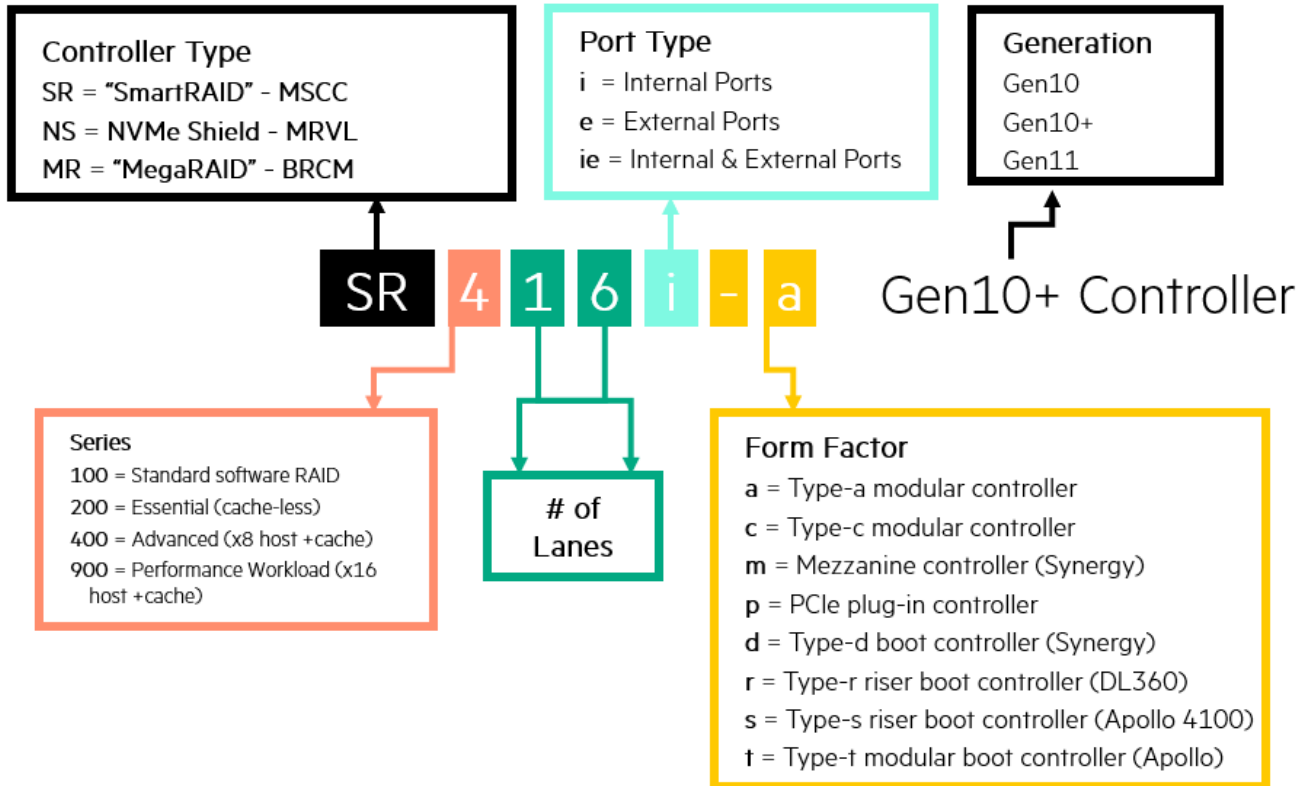 Controller Type
SR = “SmartRAID” - MSCC
NS = NVMe Shield - MRVL
MR = “MegaRAID” - BRCM
Port Type
i = Internal Ports
e = External Ports
ie = Internal & External Ports
Generation
Gen10
Gen10+
Gen11
SR 4 1 6 i - a
Gen10+ Controller
Series
100 = Standard software RAID
200 = Essential (cache-less)
400 = Advanced (x8 host +cache)
900 = Performance Workload (x16
host +cache)
# of
Lanes
Form Factor
a = Type-a modular controller
c = Type-c modular controller
m = Mezzanine controller (Synergy)
p = PCIe plug-in controller
d = Type-d boot controller (Synergy)
r = Type-r riser boot controller (DL360)
s = Type-s riser boot controller (Apollo 4100)
t = Type-t modular boot controller (Apollo)